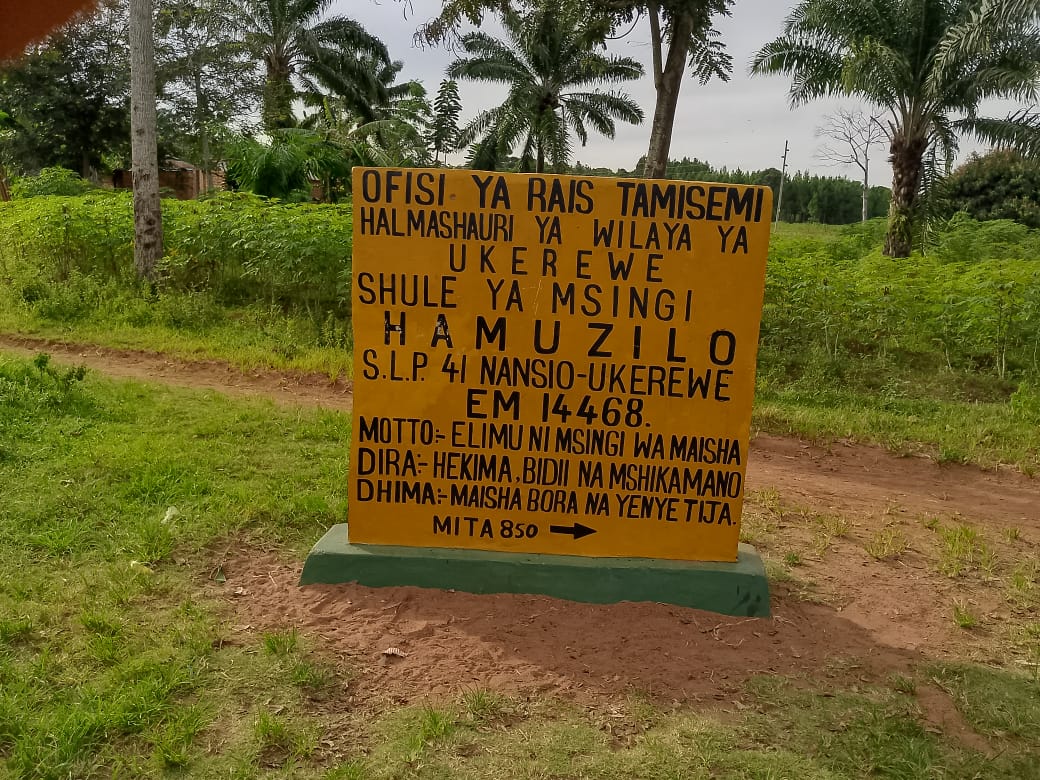 OFISI YA RAIS TAMISEMI
HALMASHAURI YA WILAYA YA
UKEREWE
SHULE YA MSINGI
HAMUZILO
S.L.P. 41 NANSIO-UKEREWE
EM 14468.
MOTTO:- ELIMU NI MSINGI WA MAISHA
DIRA:- HEKIMA, BIDII NA MSHIKAMANO
DHIMA:- MAISHA BORA NA YENYE TIJA.
MITA 850 →